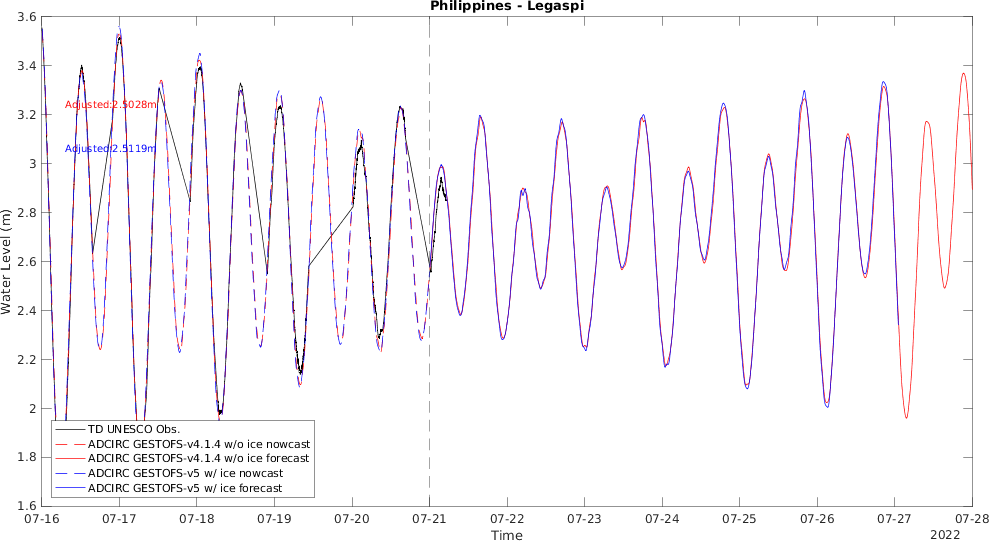 Philippines - Legaspi
3.6
3.4
3.2
3
2.8
2.6
2.4
2.2
2
1.8
1.6
Water Level (m)
Adjusted:2.5028m
Adjusted:2.5119m
TD UNESCO Obs.
ADCIRC GESTOFS-v4.1.4 w/o ice nowcast
ADCIRC GESTOFS-v4.1.4 w/o ice forecast
ADCIRC GESTOFS-v5 w/ ice nowcast
ADCIRC GESTOFS-v5 w/ ice forecast
07-16 07-17 07-18 07-19 07-20 07-21 07-22 07-23 07-24 07-25 07-26 07-27 07-28
Time
2022